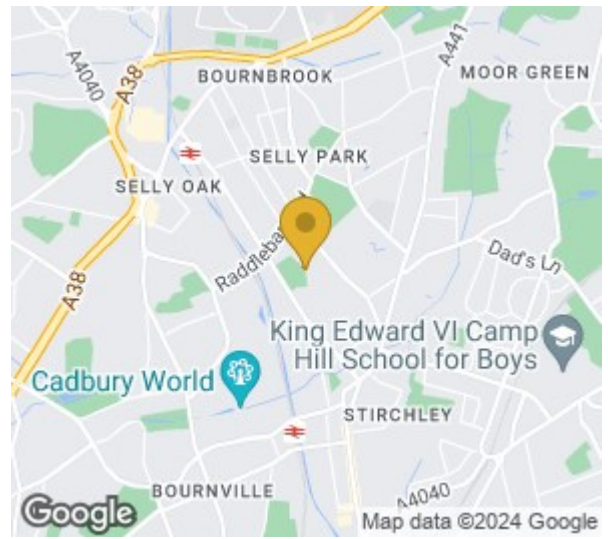 A4040
A38
BOURNBROOK
A441
MOOR GREEN
SELLY PARK
SELLY OAK
Raddleba
Dad's Ln
A38
King Edward VI Camp
Hill School for Boys
Cadbury World
STIRCHLEY
BOURNVILLE
A4040
Google
Map data ©2024 Google